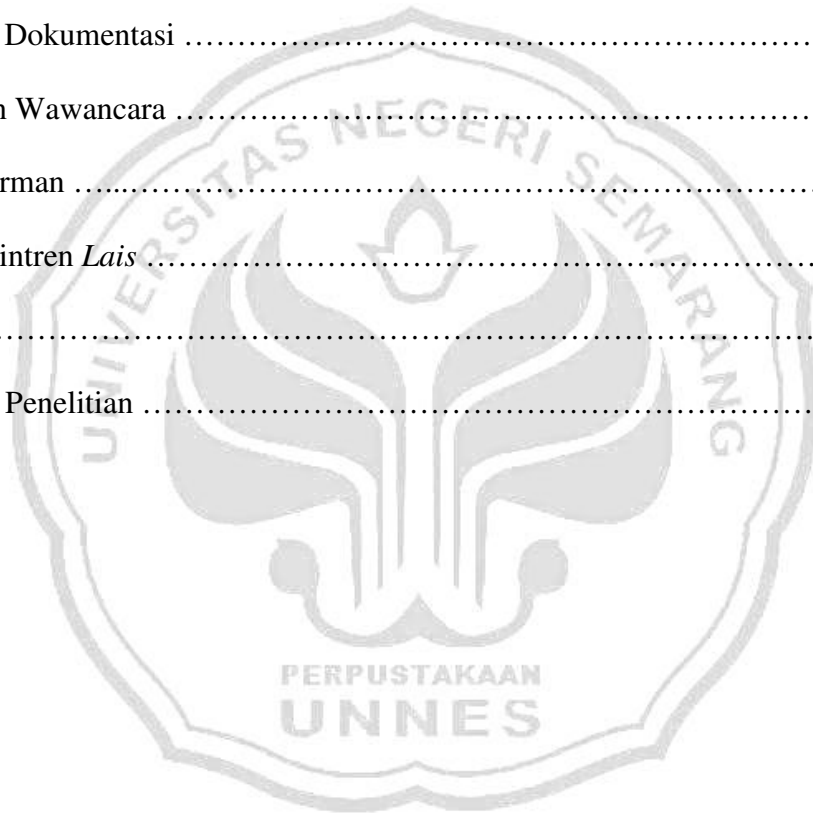 Dokumentasi ……………………………………………………………
n Wawancara ………..………………………………………………
rman …...…………………………………………….…………
intren Lais ………………………………………………………………
……………………………………………………………………………
Penelitian ………………………………………………………………
UNIVERSITAS NEGERI SEMARANG
PERPUSTAKAAN
UNNES